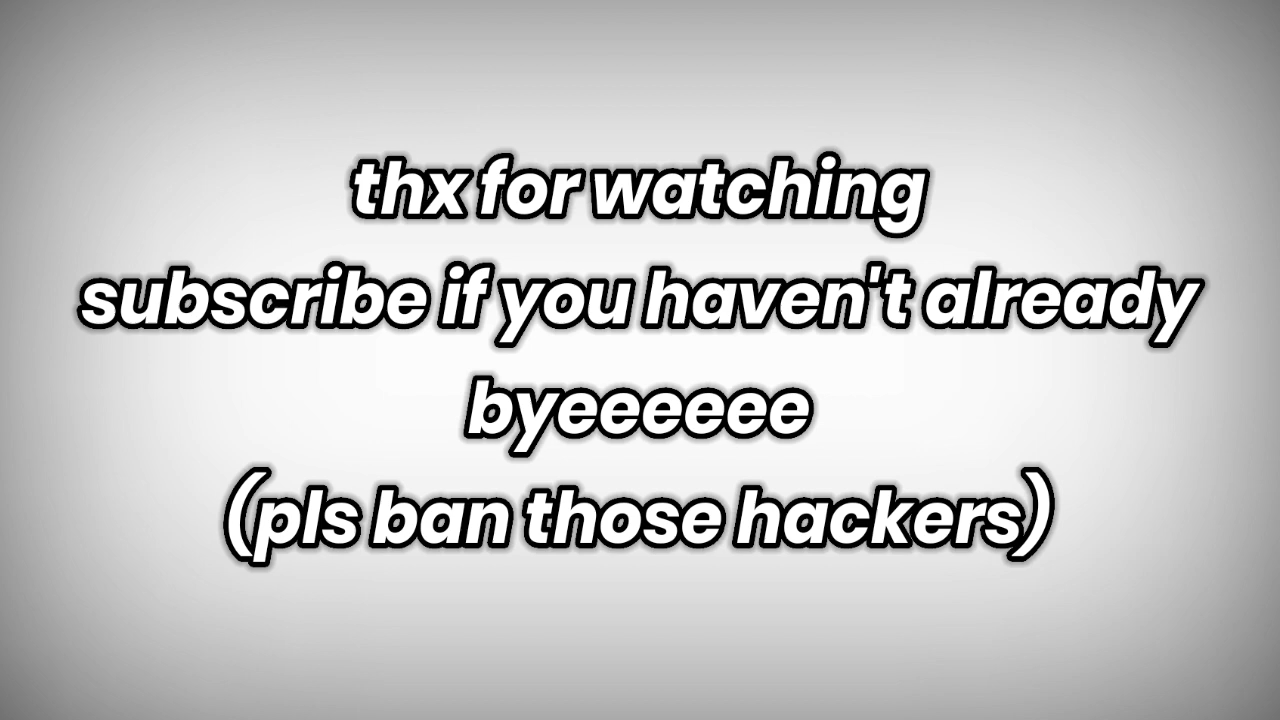 thx for watching
subscribe if you haven't already
byeeeeee
(pls ban those hackers)